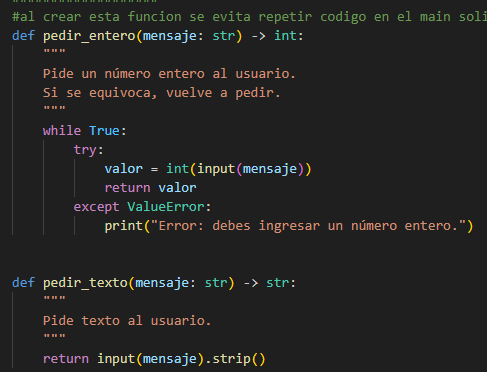 #al crear esta funcion se evita repetir codigo en el main
def pedir_entero(mensaje: str) -> int:
    """
    Pide un número entero al usuario.
    Si se equivoca, vuelve a pedir.
    """
    while True:
        try:
            valor = int(input(mensaje))
            return valor
        except ValueError:
            print("Error: debes ingresar un número entero.")
def pedir_texto(mensaje: str) -> str:
    """
    Pide texto al usuario.
    """
    return input(mensaje).strip()